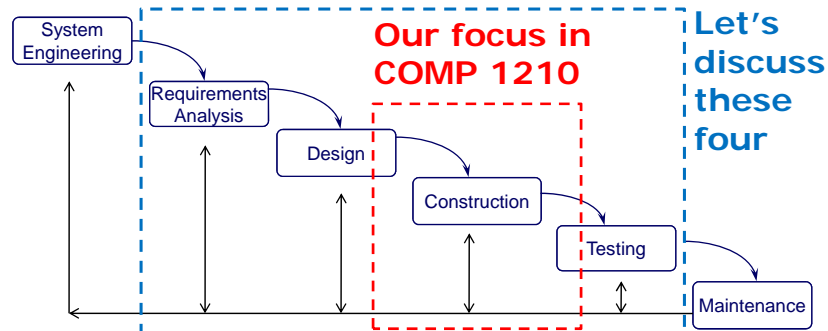 System
Engineering
Our focus in
COMP 1210
Let's
discuss
these
four
Requirements
Analysis
Design
Construction
Testing
Maintenance